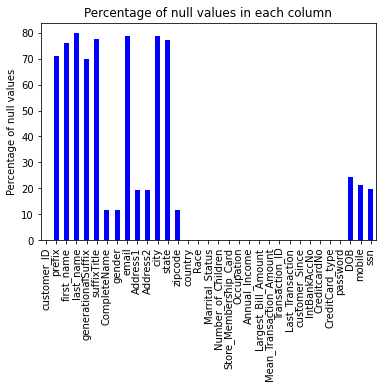 Percentage of null values in each column
Percentage of null values
80
70
60
50
40
30
20
10
0
customer_ID
prefix
first_name
last_name
generationalSuffix
suffixTitle
CompleteName
gender
email
Address1
Address2
city
state
zipcode
country
Race
Marrital_Status
Number_of_Children
Store_Membership_Card
Occupation
Annual_Income
Largest_Bill_Amount
Mean_Transaction_Amount
Transaction_ID
Last_Transaction
customer_Since
IntBankAccNo
CreditcardNo
CreditCard_type
password
DOB
mobile
ssn